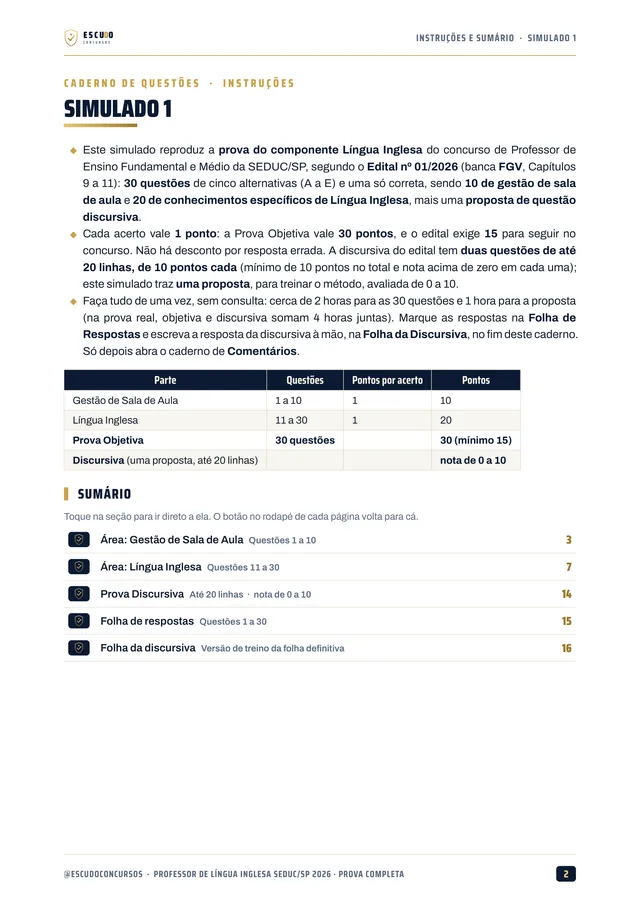 ESCUDO
CONCURSOS
INSTRUÇÕES E SUMÁRIO · SIMULADO 1
CADERNO DE QUESTÕES · INSTRUÇÕES
SIMULADO 1
Este simulado reproduz a prova do componente Língua Inglesa do concurso de Professor de
Ensino Fundamental e Médio da SEDUC/SP, segundo o Edital nº 01/2026 (banca FGV, Capítulos
9 a 11): 30 questões de cinco alternativas (A a E) e uma só correta, sendo 10 de gestão de sala
de aula e 20 de conhecimentos específicos de Língua Inglesa, mais uma proposta de questão
discursiva.
Cada acerto vale 1 ponto: a Prova Objetiva vale 30 pontos, e o edital exige 15 para seguir no
concurso. Não há desconto por resposta errada. A discursiva do edital tem duas questões de até
20 linhas, de 10 pontos cada (mínimo de 10 pontos no total e nota acima de zero em cada uma);
este simulado traz uma proposta, para treinar o método, avaliada de 0 a 10.
Faça tudo de uma vez, sem consulta: cerca de 2 horas para as 30 questões e 1 hora para a proposta
(na prova real, objetiva e discursiva somam 4 horas juntas). Marque as respostas na Folha de
Respostas e escreva a resposta da discursiva à mão, na Folha da Discursiva, no fim deste caderno.
Só depois abra o caderno de Comentários.
Parte Questões Pontos por acerto Pontos
Gestão de Sala de Aula 1 a 10 1 10
Língua Inglesa 11 a 30 1 20
Prova Objetiva 30 questões 30 (mínimo 15)
Discursiva (uma proposta, até 20 linhas) nota de 0 a 10
SUMÁRIO
Toque na seção para ir direto a ela. O botão no rodapé de cada página volta para cá.
Área: Gestão de Sala de Aula Questões 1 a 10 3
Área: Língua Inglesa Questões 11 a 30 7
Prova Discursiva Até 20 linhas · nota de 0 a 10 14
Folha de respostas Questões 1 a 30 15
Folha da discursiva Versão de treino da folha definitiva 16
@ESCUDOCONCURSOS · PROFESSOR DE LÍNGUA INGLESA SEDUC/SP 2026 · PROVA COMPLETA
2